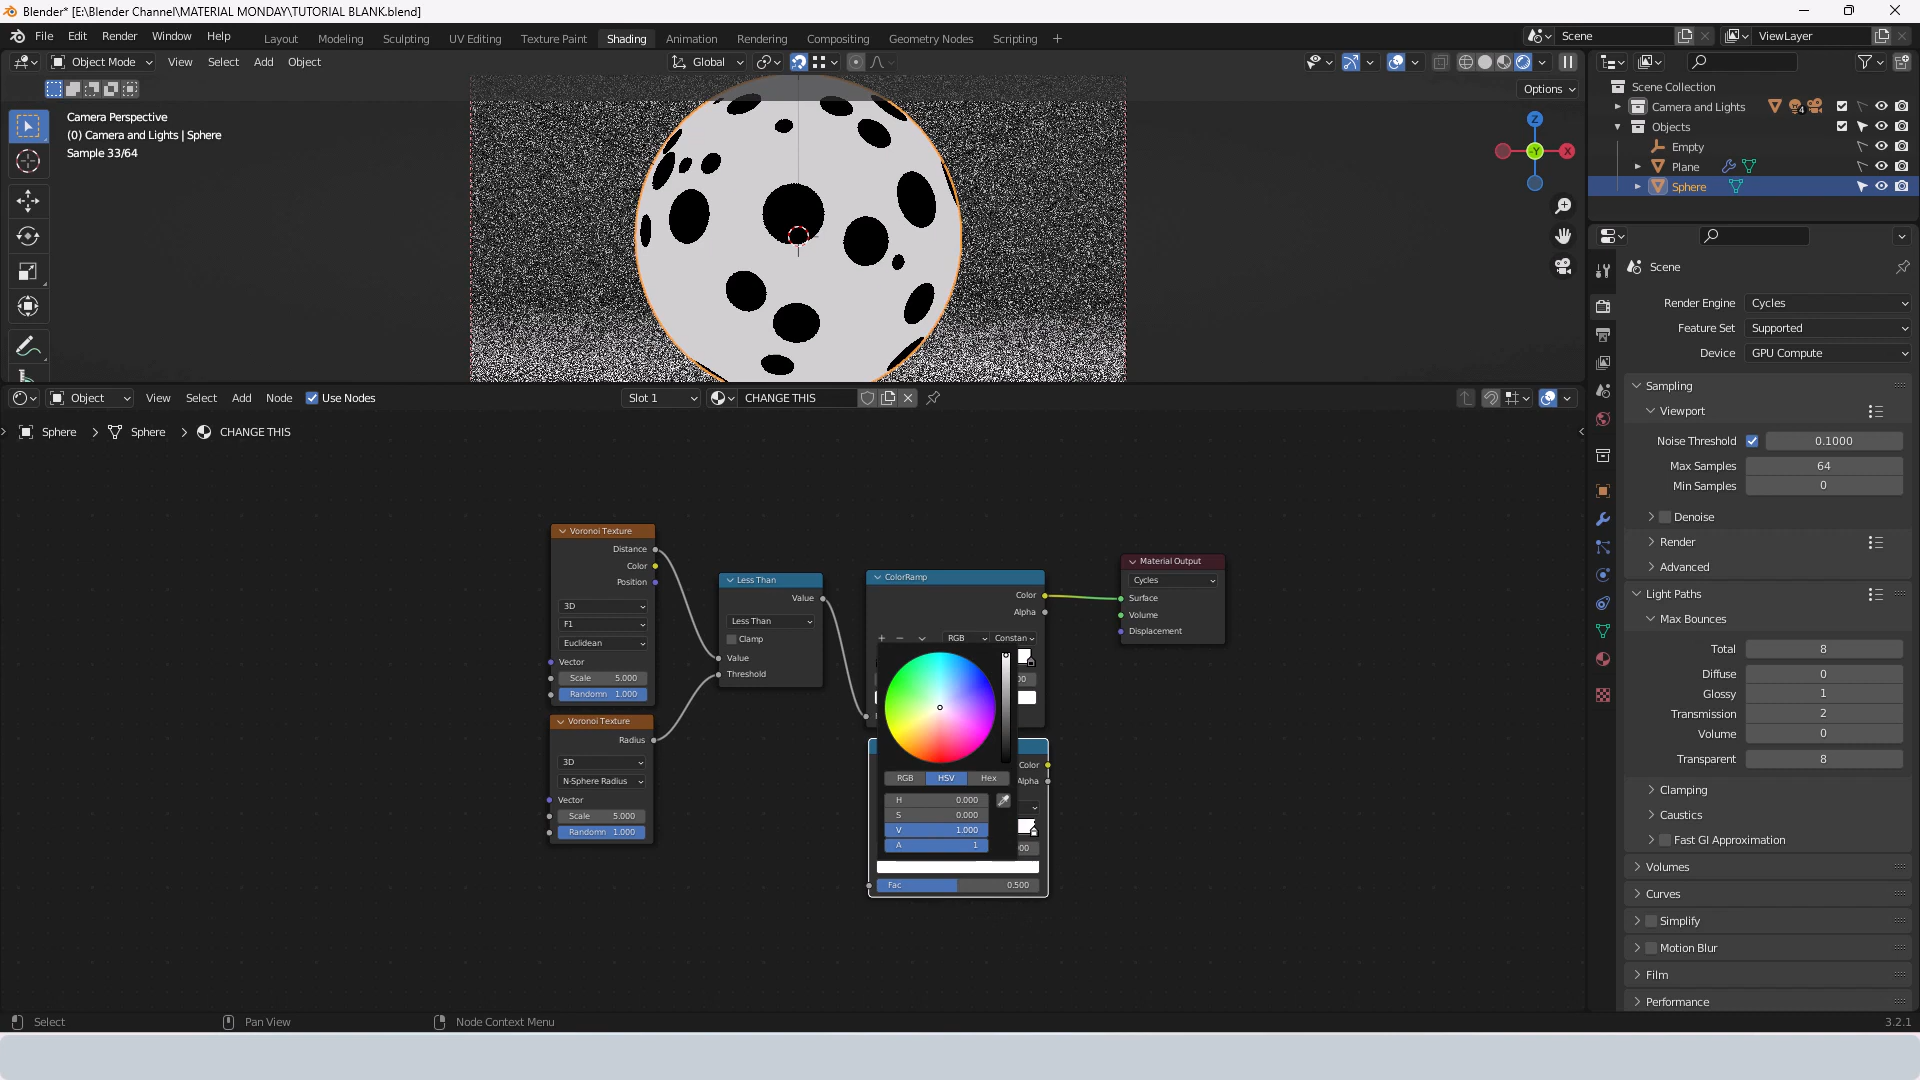 Blender* [E:\Blender Channel\MATERIAL MONDAY\TUTORIAL BLANK.blend]
File Edit Render Window Help Layout Modeling Sculpting UV Editing Texture Paint Shading Animation Rendering Compositing Geometry Nodes Scripting + Scene ViewLayer
Object Mode View Select Add Object Global
Options
Camera Perspective
(0) Camera and Lights | Sphere
Sample 33/64
Z
-Y X
Scene Collection
Camera and Lights 4
Objects
Empty
Plane
Sphere
Scene
Render Engine Cycles
Feature Set Supported
Device GPU Compute
Sampling
Viewport
Noise Threshold 0.1000
Max Samples 64
Min Samples 0
Denoise
Render
Advanced
Light Paths
Max Bounces
Total 8
Diffuse 0
Glossy 1
Transmission 2
Volume 0
Transparent 8
Clamping
Caustics
Fast GI Approximation
Volumes
Curves
Simplify
Motion Blur
Film
Performance
Object View Select Add Node Use Nodes Slot 1 CHANGE THIS
Sphere > Sphere > CHANGE THIS
Voronoi Texture
Distance
Color
Position
3D
F1
Euclidean
Vector
Scale 5.000
Randomn 1.000
Voronoi Texture
Radius
3D
N-Sphere Radius
Vector
Scale 5.000
Randomn 1.000
Less Than
Value
Less Than
Clamp
Value
Threshold
ColorRamp
Color
Alpha
+ − RGB Constan
00
RGB HSV Hex
H 0.000
S 0.000
V 1.000
A 1
Color
Alpha
00
Fac 0.500
Material Output
Cycles
Surface
Volume
Displacement
Select Pan View Node Context Menu 3.2.1